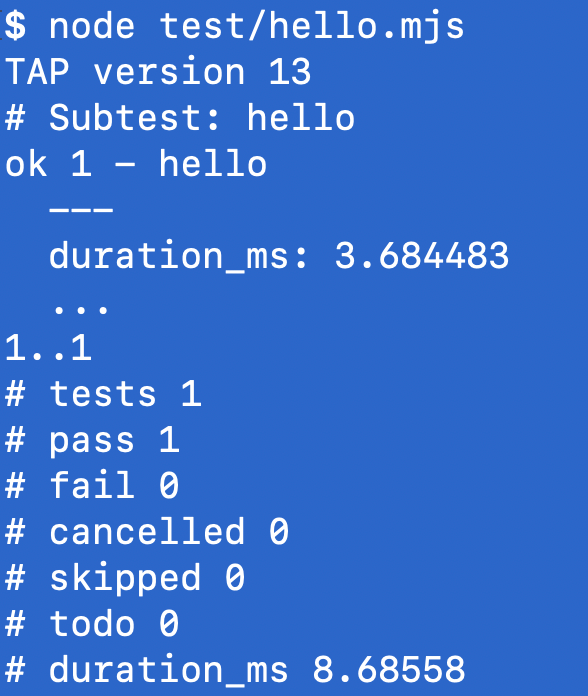 $ node test/hello.mjs
TAP version 13
# Subtest: hello
ok 1 – hello
  ---
  duration_ms: 3.684483
  ...
1..1
# tests 1
# pass 1
# fail 0
# cancelled 0
# skipped 0
# todo 0
# duration_ms 8.68558